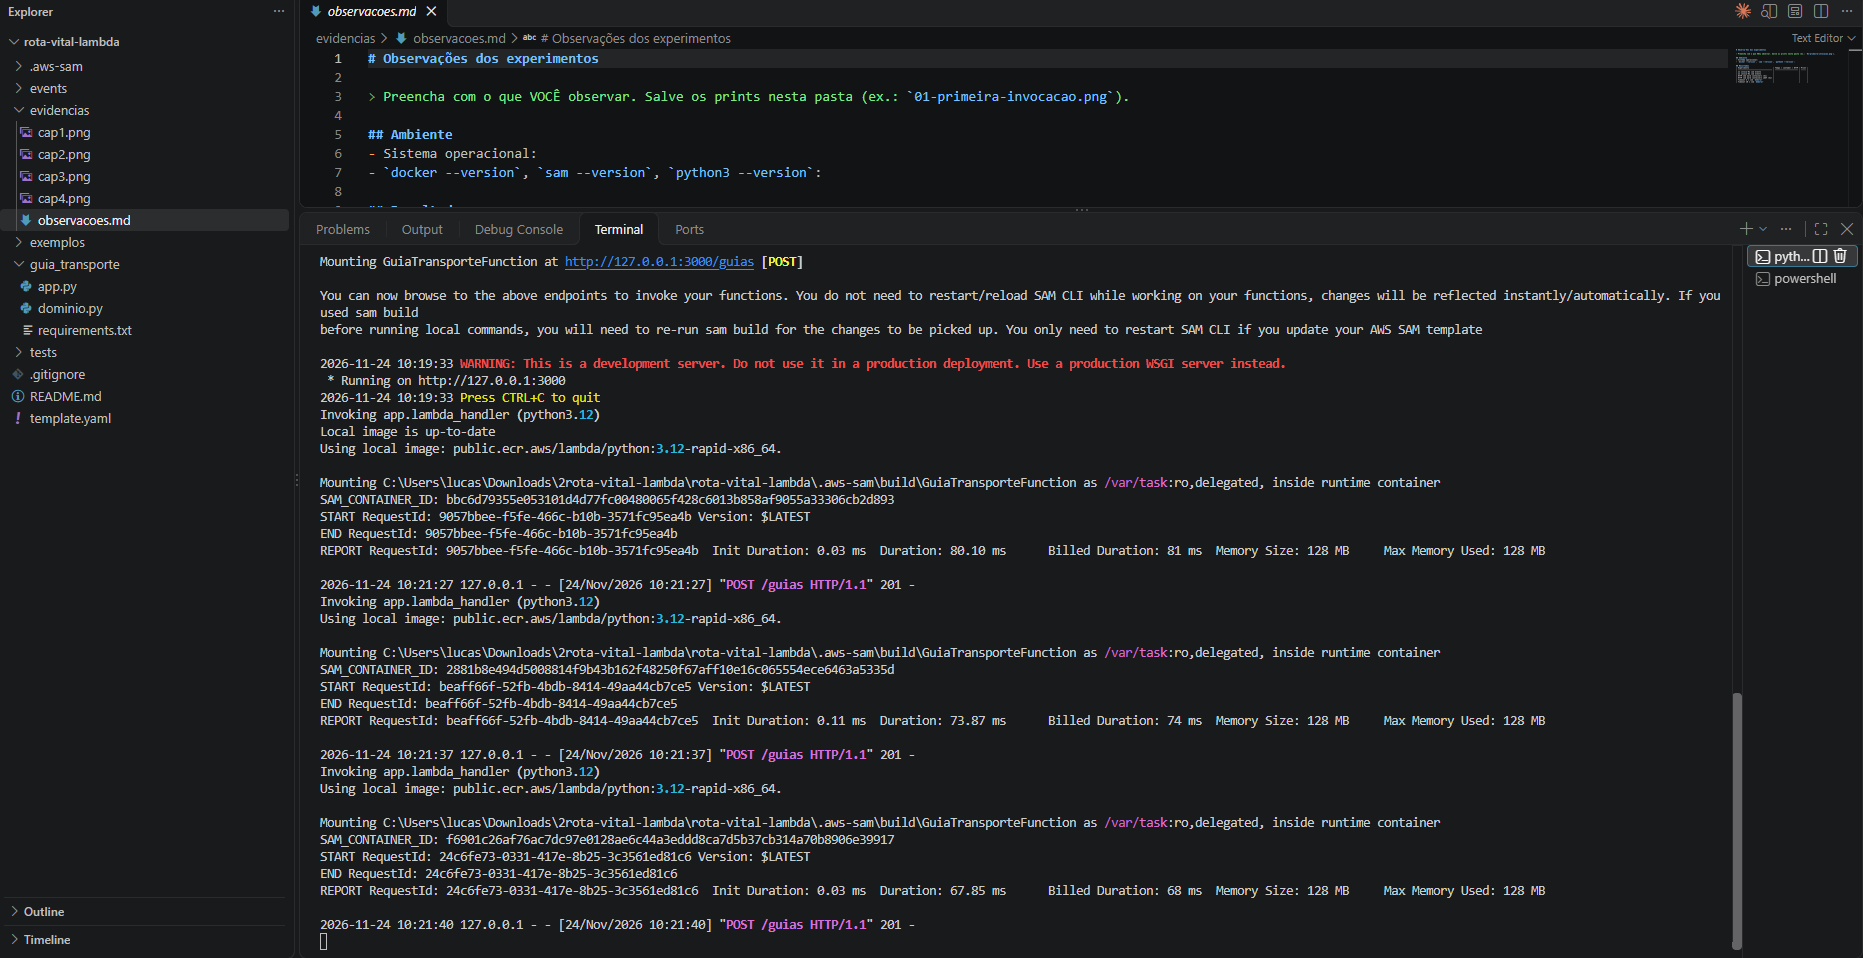 Explorer
rota-vital-lambda
.aws-sam
events
evidencias
cap1.png
cap2.png
cap3.png
cap4.png
observacoes.md
exemplos
guia_transporte
app.py
dominio.py
requirements.txt
tests
.gitignore
README.md
template.yaml
Outline
Timeline
observacoes.md
evidencias > observacoes.md > abc # Observações dos experimentos
Text Editor
1 # Observações dos experimentos
2
3 > Preencha com o que VOCÊ observar. Salve os prints nesta pasta (ex.: `01-primeira-invocacao.png`).
4
5 ## Ambiente
6 - Sistema operacional:
7 - `docker --version`, `sam --version`, `python3 --version`:
8
Problems Output Debug Console Terminal Ports
pyth...
powershell
Mounting GuiaTransporteFunction at http://127.0.0.1:3000/guias [POST]
You can now browse to the above endpoints to invoke your functions. You do not need to restart/reload SAM CLI while working on your functions, changes will be reflected instantly/automatically. If you
used sam build
before running local commands, you will need to re-run sam build for the changes to be picked up. You only need to restart SAM CLI if you update your AWS SAM template
2026-11-24 10:19:33 WARNING: This is a development server. Do not use it in a production deployment. Use a production WSGI server instead.
* Running on http://127.0.0.1:3000
2026-11-24 10:19:33 Press CTRL+C to quit
Invoking app.lambda_handler (python3.12)
Local image is up-to-date
Using local image: public.ecr.aws/lambda/python:3.12-rapid-x86_64.
Mounting C:\Users\lucas\Downloads\2rota-vital-lambda\rota-vital-lambda\.aws-sam\build\GuiaTransporteFunction as /var/task:ro,delegated, inside runtime container
SAM_CONTAINER_ID: bbc6d79355e053101d4d77fc00480065f428c6013b858af9055a33306cb2d893
START RequestId: 9057bbee-f5fe-466c-b10b-3571fc95ea4b Version: $LATEST
END RequestId: 9057bbee-f5fe-466c-b10b-3571fc95ea4b
REPORT RequestId: 9057bbee-f5fe-466c-b10b-3571fc95ea4b Init Duration: 0.03 ms Duration: 80.10 ms Billed Duration: 81 ms Memory Size: 128 MB Max Memory Used: 128 MB
2026-11-24 10:21:27 127.0.0.1 - - [24/Nov/2026 10:21:27] "POST /guias HTTP/1.1" 201 -
Invoking app.lambda_handler (python3.12)
Using local image: public.ecr.aws/lambda/python:3.12-rapid-x86_64.
Mounting C:\Users\lucas\Downloads\2rota-vital-lambda\rota-vital-lambda\.aws-sam\build\GuiaTransporteFunction as /var/task:ro,delegated, inside runtime container
SAM_CONTAINER_ID: 2881b8e494d5008814f9b43b162f48250f67aff10e16c065554ece6463a5335d
START RequestId: beaff66f-52fb-4bdb-8414-49aa44cb7ce5 Version: $LATEST
END RequestId: beaff66f-52fb-4bdb-8414-49aa44cb7ce5
REPORT RequestId: beaff66f-52fb-4bdb-8414-49aa44cb7ce5 Init Duration: 0.11 ms Duration: 73.87 ms Billed Duration: 74 ms Memory Size: 128 MB Max Memory Used: 128 MB
2026-11-24 10:21:37 127.0.0.1 - - [24/Nov/2026 10:21:37] "POST /guias HTTP/1.1" 201 -
Invoking app.lambda_handler (python3.12)
Using local image: public.ecr.aws/lambda/python:3.12-rapid-x86_64.
Mounting C:\Users\lucas\Downloads\2rota-vital-lambda\rota-vital-lambda\.aws-sam\build\GuiaTransporteFunction as /var/task:ro,delegated, inside runtime container
SAM_CONTAINER_ID: f6901c26af76ac7dc97e0128ae6c44a3eddd8ca7d5b37cb314a70b8906e39917
START RequestId: 24c6fe73-0331-417e-8b25-3c3561ed81c6 Version: $LATEST
END RequestId: 24c6fe73-0331-417e-8b25-3c3561ed81c6
REPORT RequestId: 24c6fe73-0331-417e-8b25-3c3561ed81c6 Init Duration: 0.03 ms Duration: 67.85 ms Billed Duration: 68 ms Memory Size: 128 MB Max Memory Used: 128 MB
2026-11-24 10:21:40 127.0.0.1 - - [24/Nov/2026 10:21:40] "POST /guias HTTP/1.1" 201 -